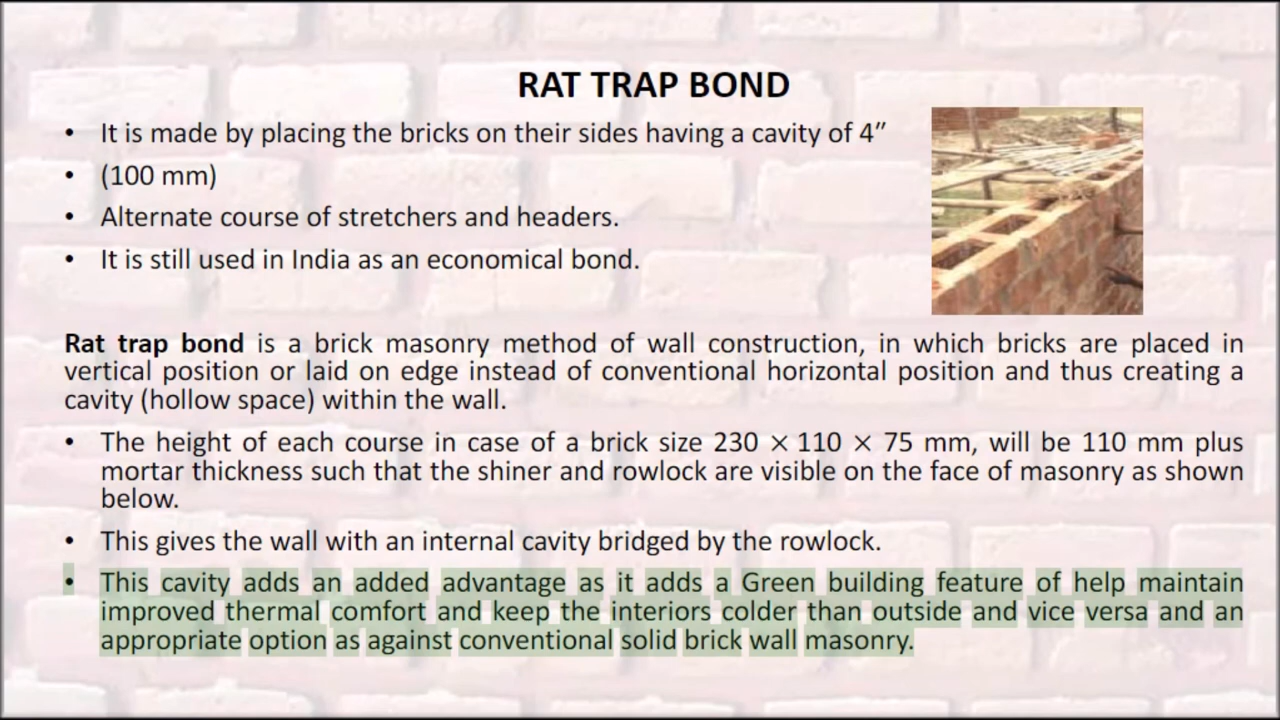 RAT TRAP BOND
• It is made by placing the bricks on their sides having a cavity of 4″
• (100 mm)
• Alternate course of stretchers and headers.
• It is still used in India as an economical bond.
Rat trap bond is a brick masonry method of wall construction, in which bricks are placed in
vertical position or laid on edge instead of conventional horizontal position and thus creating a
cavity (hollow space) within the wall.
• The height of each course in case of a brick size 230 × 110 × 75 mm, will be 110 mm plus
mortar thickness such that the shiner and rowlock are visible on the face of masonry as shown
below.
• This gives the wall with an internal cavity bridged by the rowlock.
• This cavity adds an added advantage as it adds a Green building feature of help maintain
improved thermal comfort and keep the interiors colder than outside and vice versa and an
appropriate option as against conventional solid brick wall masonry.